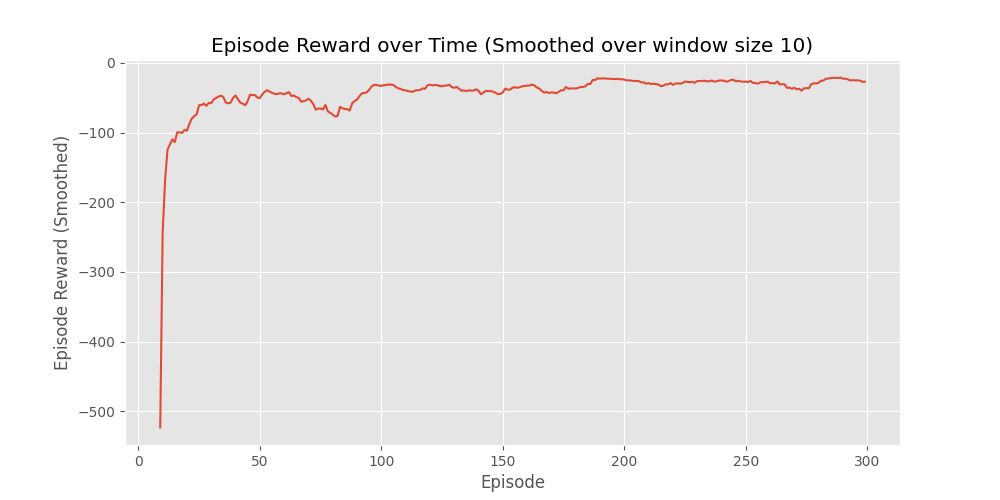 Episode Reward over Time (Smoothed over window size 10)
Episode Reward (Smoothed)
0
−100
−200
−300
−400
−500
0 50 100 150 200 250 300
Episode